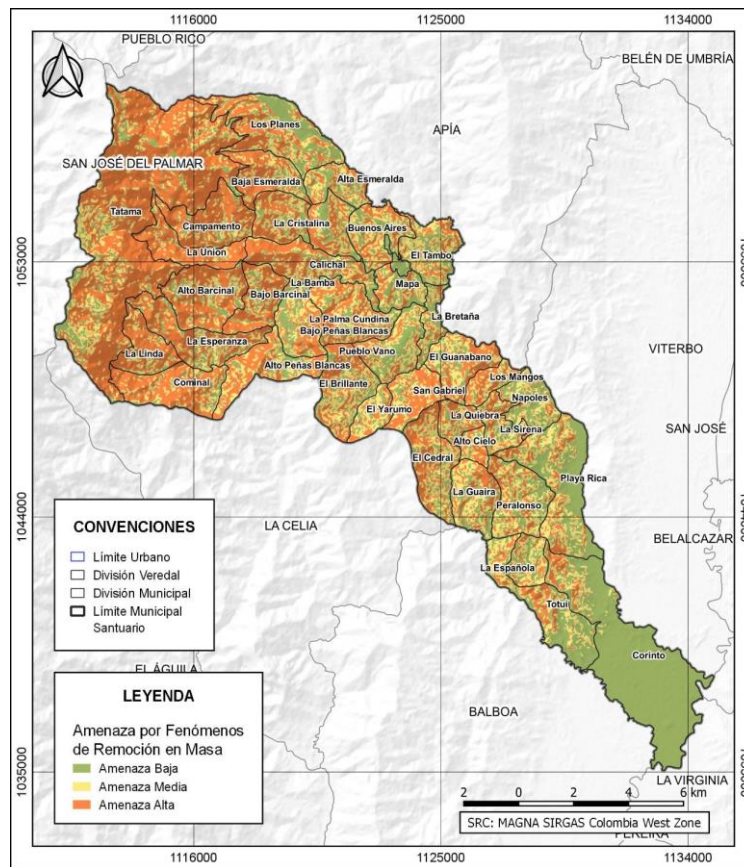 1116000
1125000
1134000
PUEBLO RICO
BELÉN DE UMBRÍA
APÍA
Los Planes
SAN JOSÉ DEL PALMAR
Baja Esmeralda
Alta Esmeralda
Tatama
Campamento
La Cristalina
Buenos Aires
La Union
El Tambo
1053000
Calichal
Alto Barcinal
Bajo Barcinal
La Bamba
Mapa
La Palma Cundina
La Bretaña
Bajo Peñas Blancas
La Esperanza
Pueblo Vano
VITERBO
La Linda
Alto Peñas Blancas
El Guanabano
Cominal
El Brillante
San Gabriel
Los Mangos
Napoles
El Yarumo
La Quiebra
La Sirena
SAN JOSÉ
Alto Cielo
El Cedral
La Guaira
Playa Rica
Peralonso
1044000
LA CELIA
BELALCAZAR
CONVENCIONES
Límite Urbano
División Veredal
División Municipal
Límite Municipal
Santuario
La Española
Totui
Corinto
EL ÁGUILA
BALBOA
LEYENDA
Amenaza por Fenómenos
de Remoción en Masa
Amenaza Baja
Amenaza Media
Amenaza Alta
1035000
LA VIRGINIA
2 0 2 4 6 km
SRC: MAGNA SIRGAS Colombia West Zone
PEREIRA
1116000
1125000
1134000